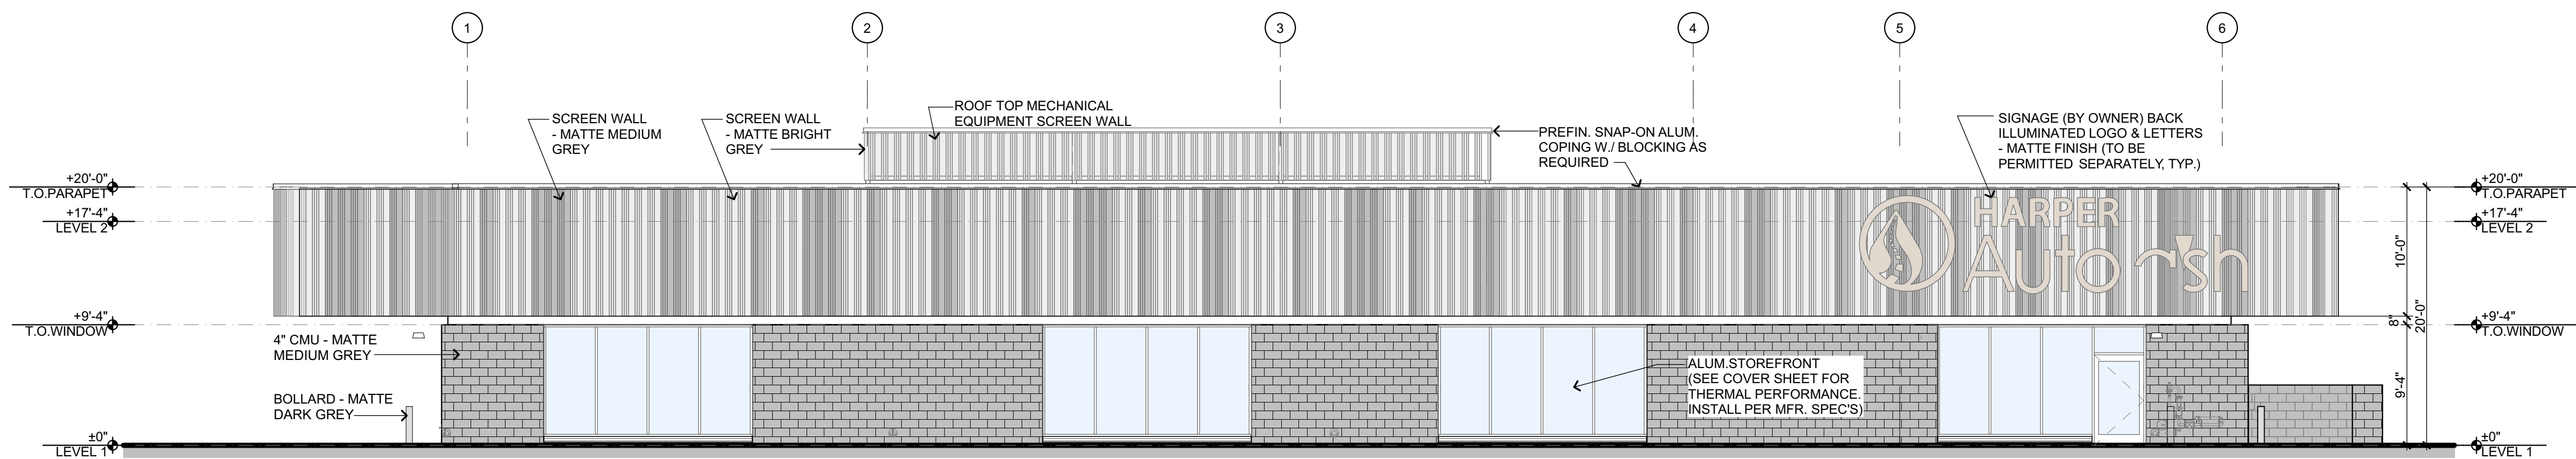 1
2
3
4
5
6
SCREEN WALL
- MATTE MEDIUM
GREY
SCREEN WALL
- MATTE BRIGHT
GREY
ROOF TOP MECHANICAL
EQUIPMENT SCREEN WALL
PREFIN. SNAP-ON ALUM.
COPING W./ BLOCKING AS
REQUIRED
SIGNAGE (BY OWNER) BACK
ILLUMINATED LOGO & LETTERS
- MATTE FINISH (TO BE
PERMITTED SEPARATELY, TYP.)
+20'-0"
T.O.PARAPET
+17'-4"
LEVEL 2
+9'-4"
T.O.WINDOW
±0"
LEVEL 1
HARPER
4" CMU - MATTE
MEDIUM GREY
BOLLARD - MATTE
DARK GREY
ALUM.STOREFRONT
(SEE COVER SHEET FOR
THERMAL PERFORMANCE.
INSTALL PER MFR. SPEC'S)
10'-0"
8"
20'-0"
9'-4"
+20'-0"
T.O.PARAPET
+17'-4"
LEVEL 2
+9'-4"
T.O.WINDOW
±0"
LEVEL 1